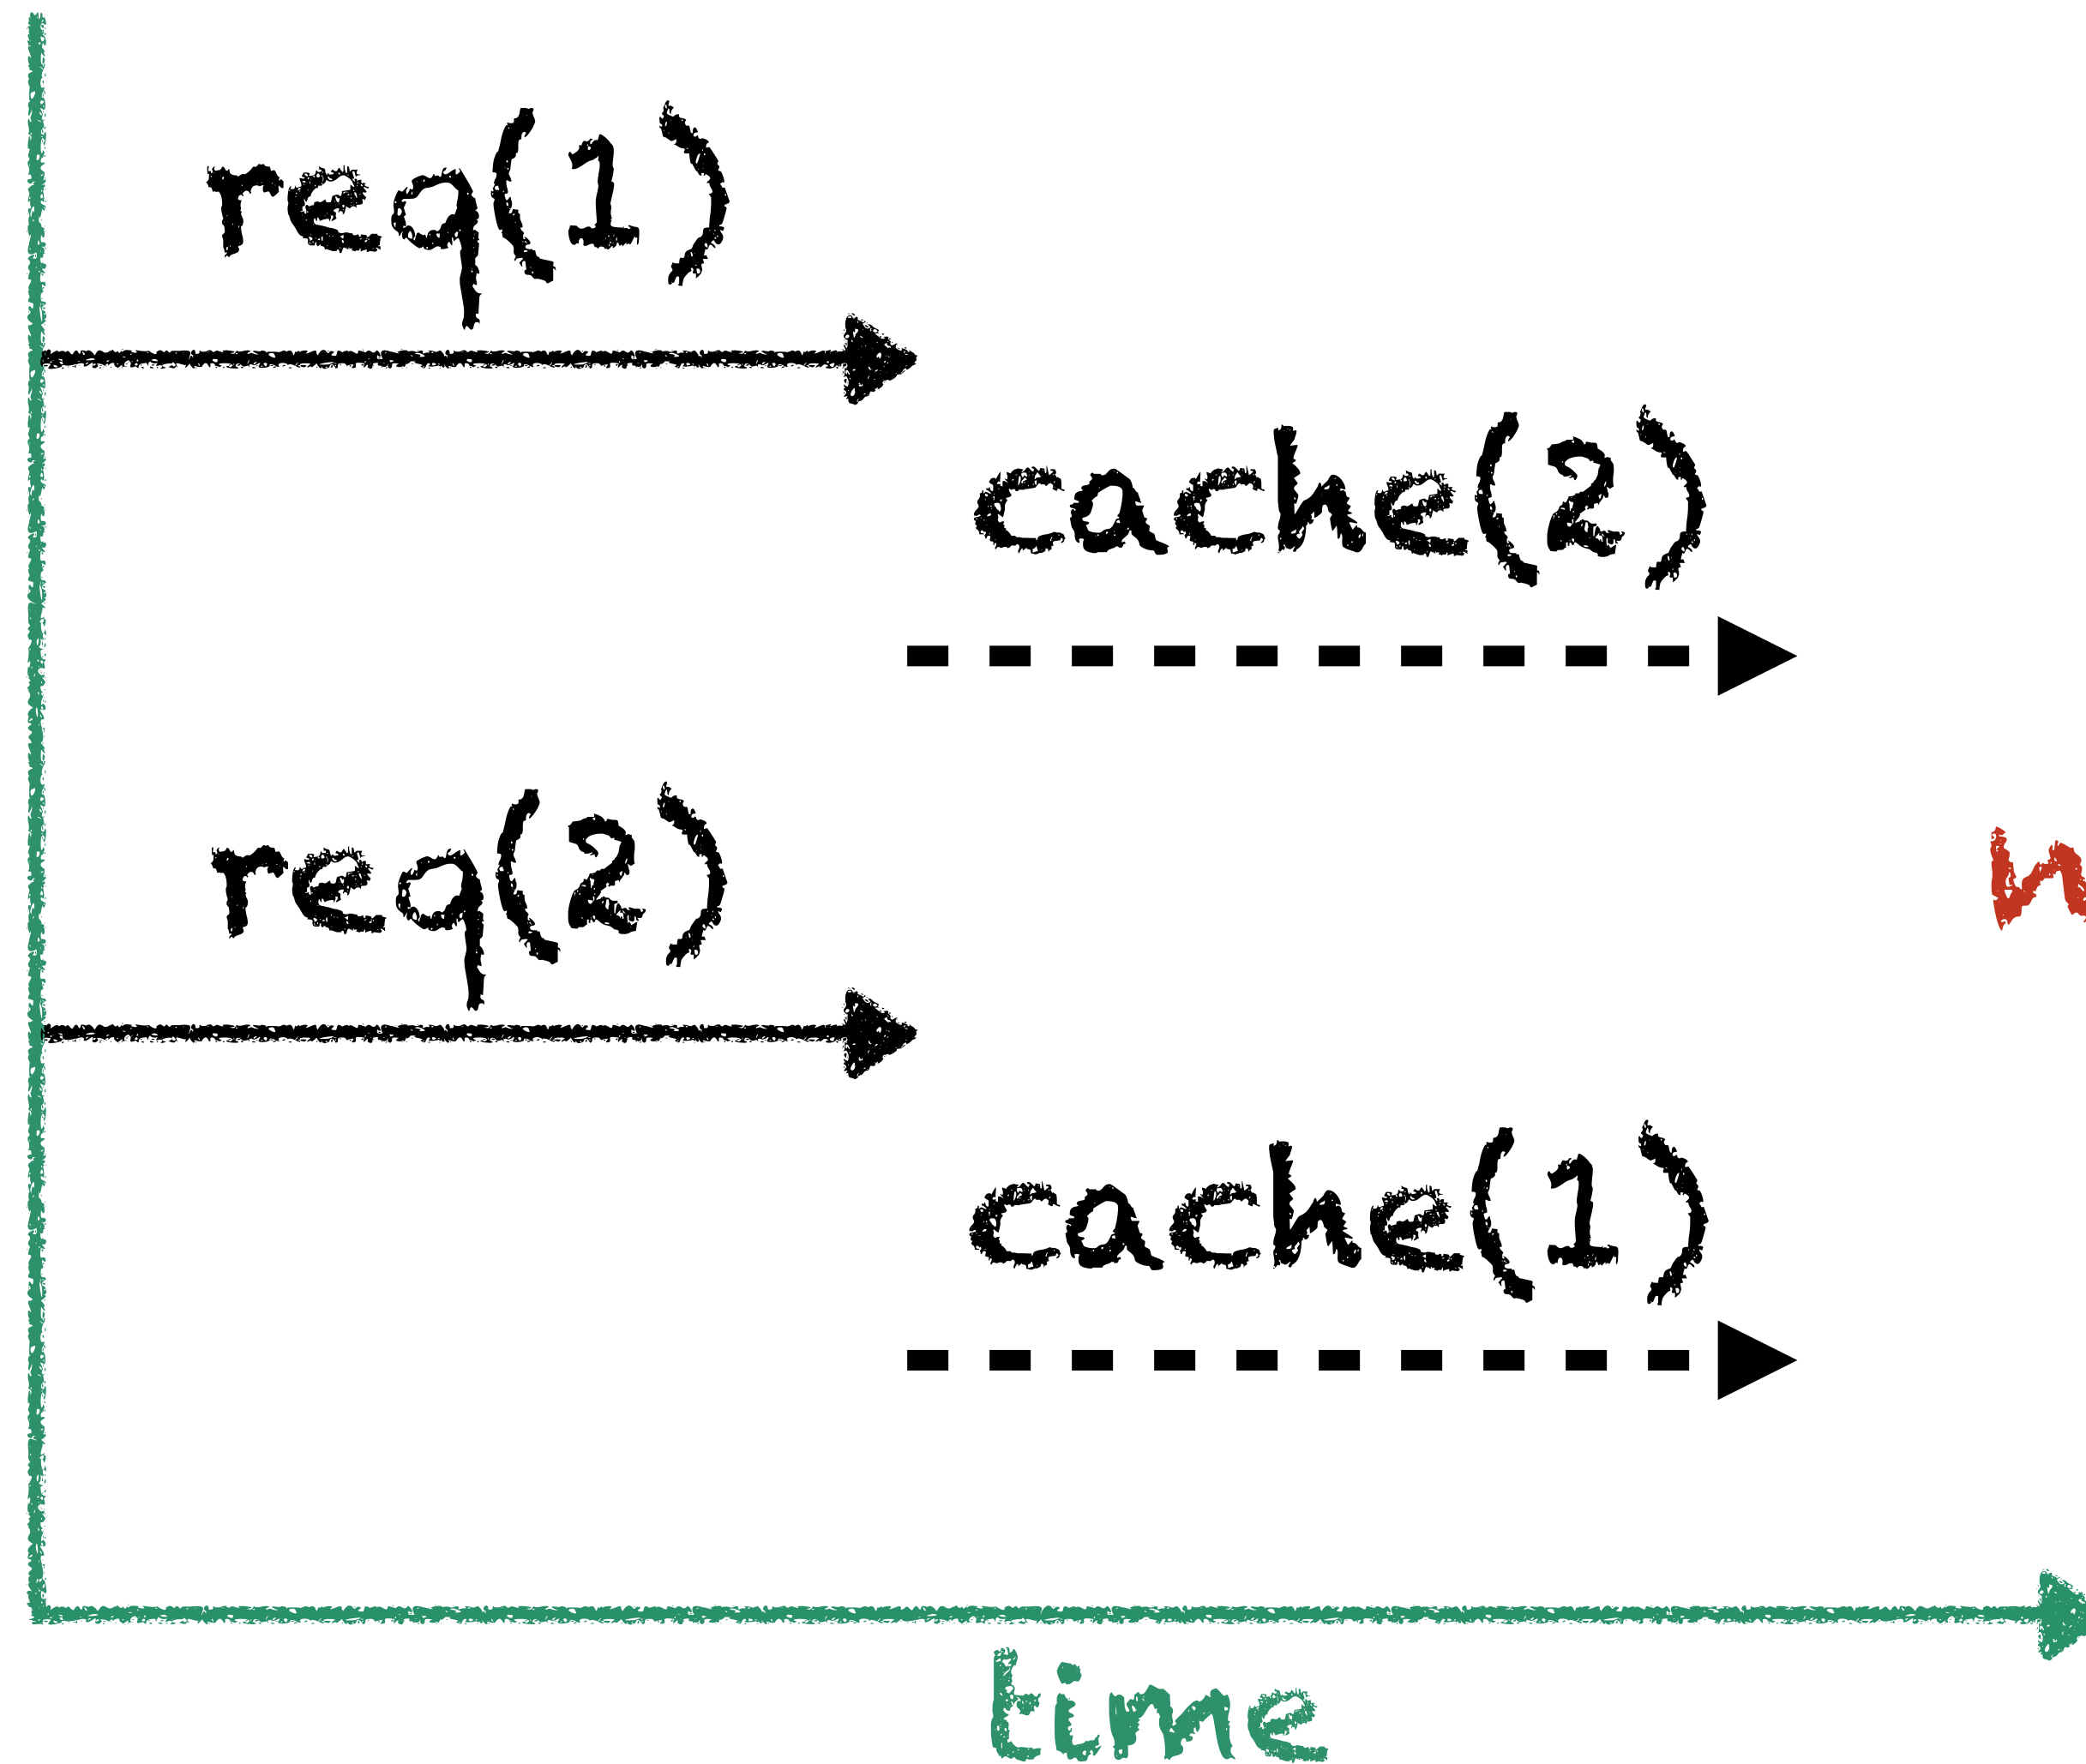 req(1)
cache(2)
req(2)
cache(1)
time